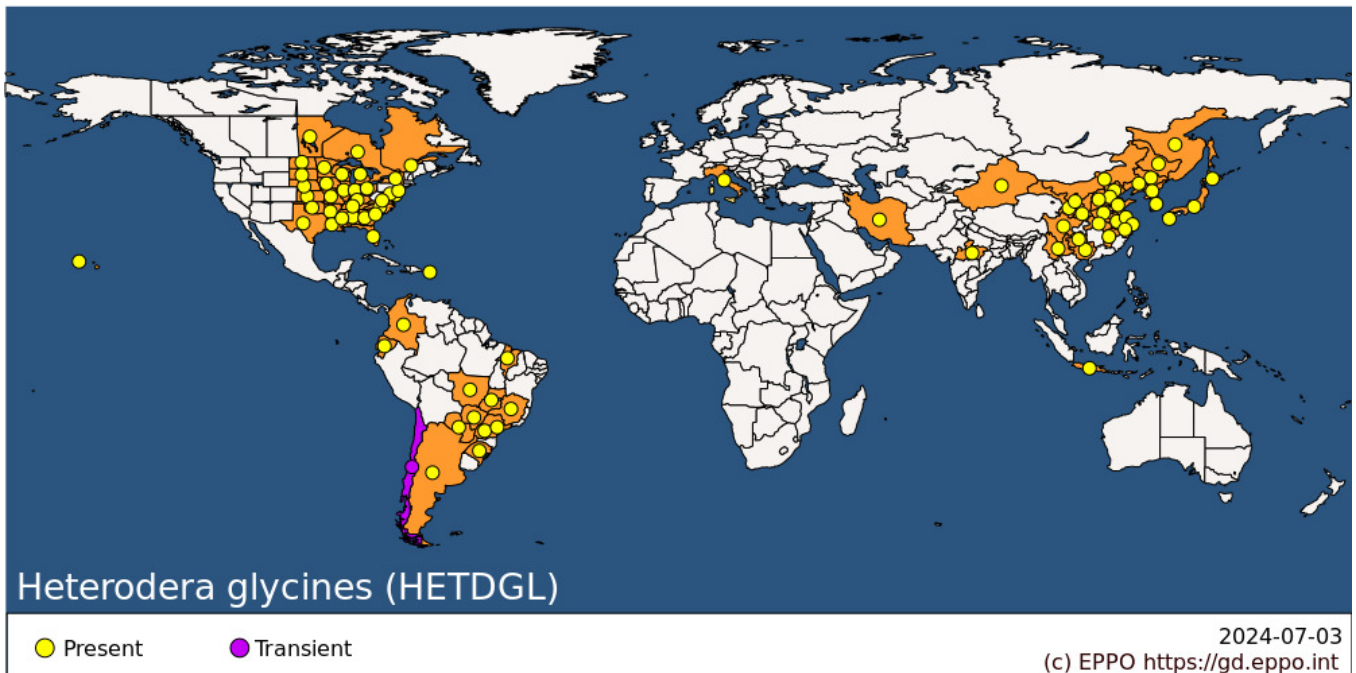 Heterodera glycines (HETDGL)
Present
Transient
2024-07-03
(c) EPPO https://gd.eppo.int